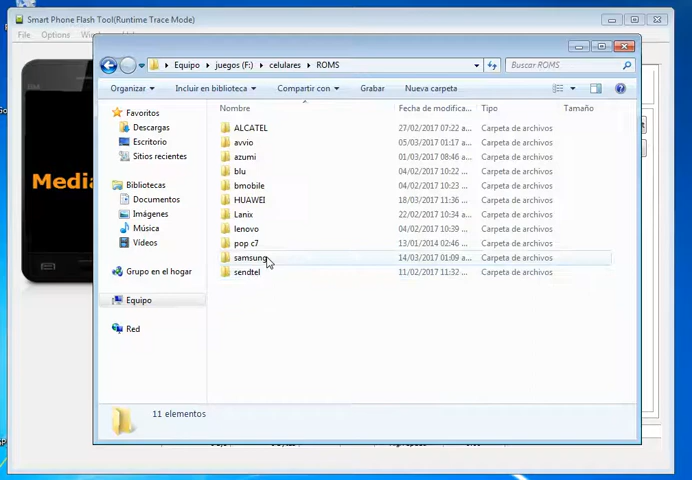 Smart Phone Flash Tool(Runtime Trace Mode)
File Options
Equipo juegos (F:) celulares ROMS Buscar ROMS
Organizar Incluir en biblioteca Compartir con Grabar Nueva carpeta
Nombre Fecha de modifica... Tipo Tamaño
Favoritos
Descargas
Escritorio
Sitios recientes
Bibliotecas
Documentos
Imágenes
Música
Vídeos
Grupo en el hogar
Equipo
Red
ALCATEL 27/02/2017 07:22 a... Carpeta de archivos
avvio 05/03/2017 01:17 a... Carpeta de archivos
azumi 01/03/2017 08:46 a... Carpeta de archivos
blu 04/02/2017 10:22 ... Carpeta de archivos
bmobile 04/02/2017 10:23 ... Carpeta de archivos
HUAWEI 18/03/2017 11:36 ... Carpeta de archivos
Lanix 22/02/2017 10:34 a... Carpeta de archivos
lenovo 04/02/2017 10:39 ... Carpeta de archivos
pop c7 13/01/2014 02:46 ... Carpeta de archivos
samsung 14/03/2017 01:09 a... Carpeta de archivos
sendtel 11/02/2017 11:32 ... Carpeta de archivos
11 elementos